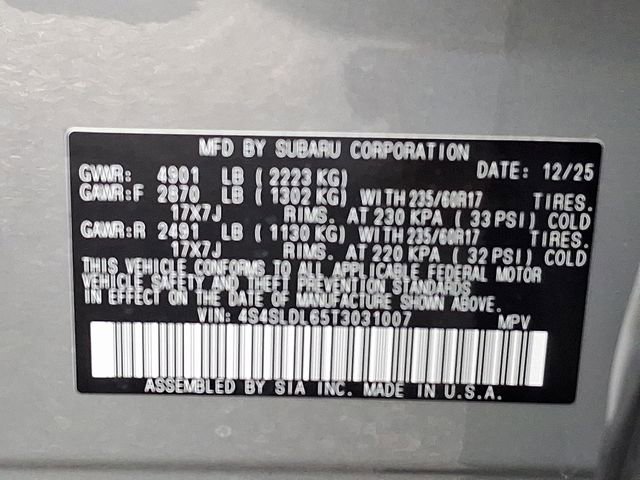 MFD BY SUBARU CORPORATION DATE: 12/25
GVWR: 4901 LB ( 2223 KG)
GAWR:F 2870 LB ( 1302 KG) WITH 235/60R17 TIRES.
17X7J RIMS. AT 230 KPA ( 33 PSI) COLD
GAWR:R 2491 LB ( 1130 KG) WITH 235/60R17 TIRES.
17X7J RIMS. AT 220 KPA ( 32 PSI) COLD
THIS VEHICLE CONFORMS TO ALL APPLICABLE FEDERAL MOTOR
VEHICLE SAFETY AND THEFT PREVENTION STANDARDS
IN EFFECT ON THE DATE OF MANUFACTURE SHOWN ABOVE.
VIN: 4S4SLDL65T3031007 MPV
ASSEMBLED BY SIA INC. MADE IN U.S.A.